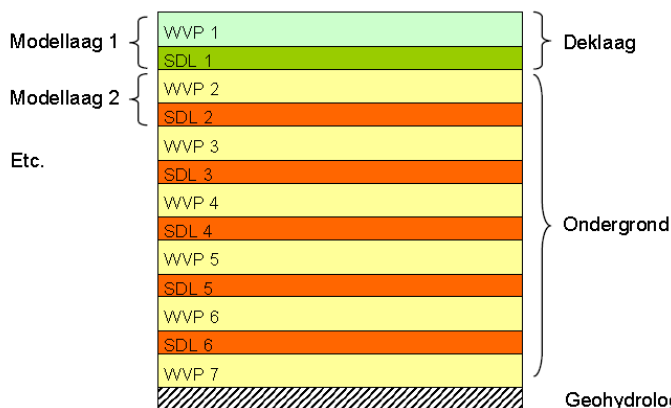 Modellaag 1
WVP 1
SDL 1
Deklaag
Modellaag 2
WVP 2
SDL 2
Etc.
WVP 3
SDL 3
WVP 4
SDL 4
Ondergrond
WVP 5
SDL 5
WVP 6
SDL 6
WVP 7